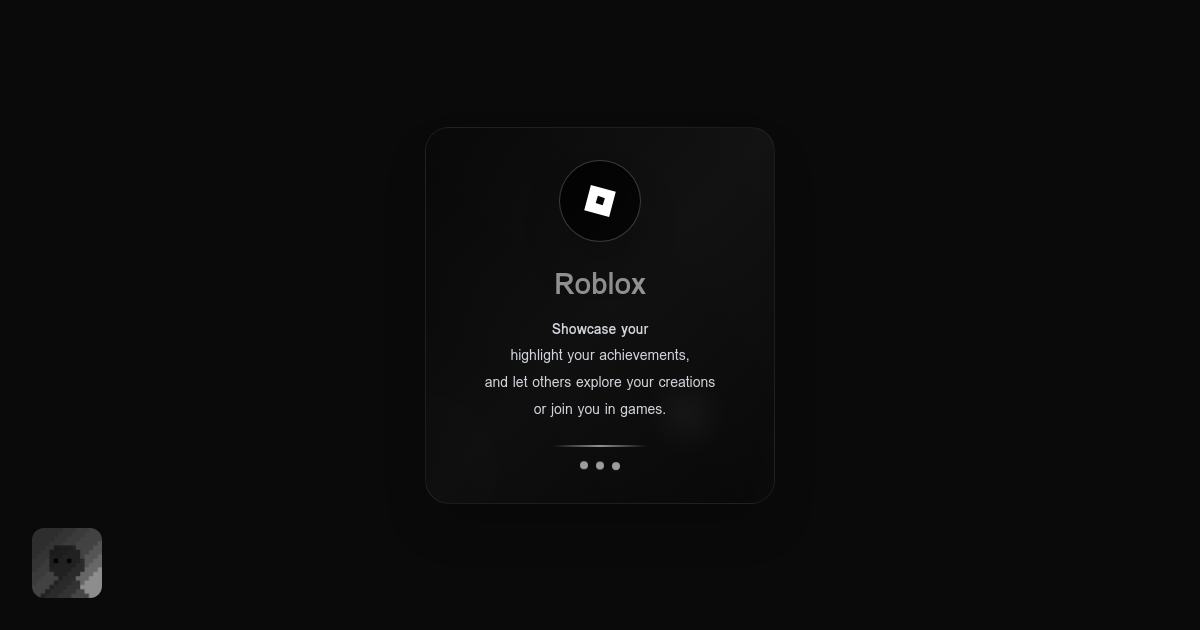 Roblox
Showcase your
highlight your achievements,
and let others explore your creations
or join you in games.